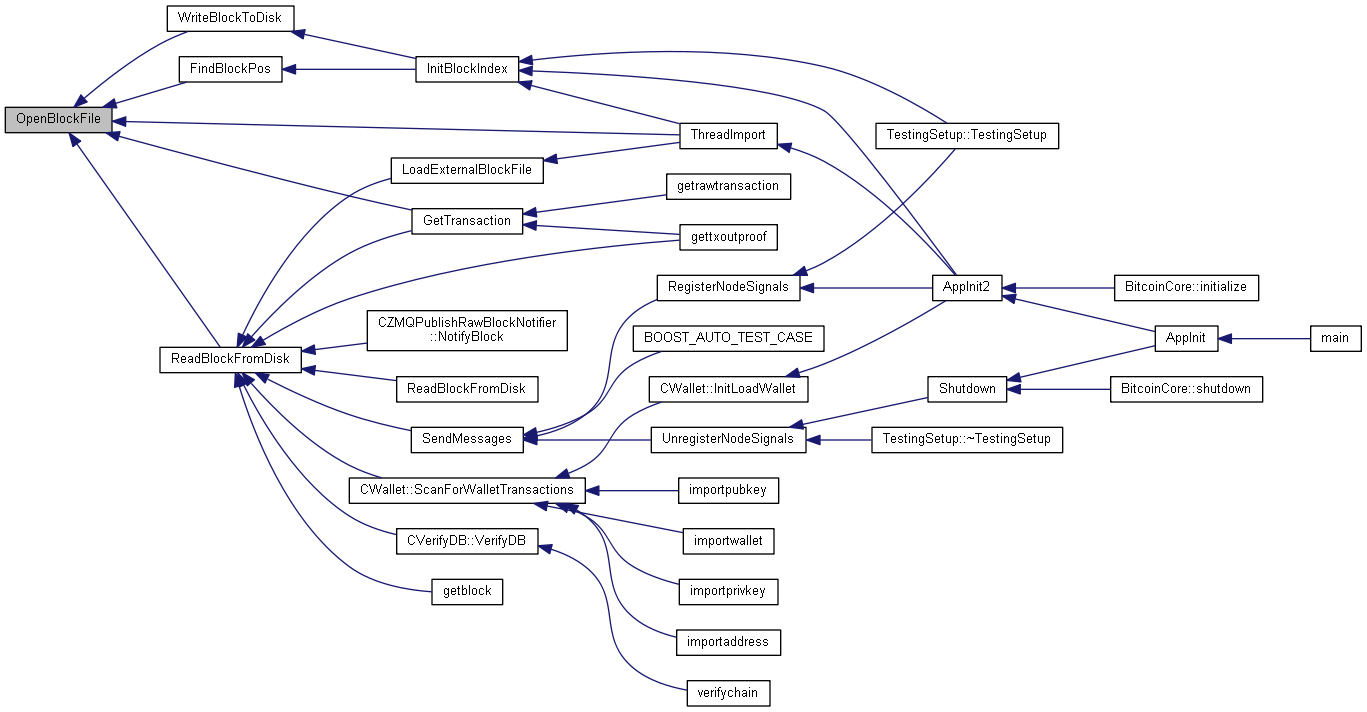 WriteBlockToDisk
FindBlockPos
InitBlockIndex
OpenBlockFile
ThreadImport
TestingSetup::TestingSetup
LoadExternalBlockFile
getrawtransaction
GetTransaction
gettxoutproof
RegisterNodeSignals
AppInit2
BitcoinCore::initialize
CZMQPublishRawBlockNotifier
::NotifyBlock
BOOST_AUTO_TEST_CASE
AppInit
main
ReadBlockFromDisk
ReadBlockFromDisk
CWallet::InitLoadWallet
Shutdown
BitcoinCore::shutdown
SendMessages
UnregisterNodeSignals
TestingSetup::~TestingSetup
CWallet::ScanForWalletTransactions
importpubkey
CVerifyDB::VerifyDB
importwallet
getblock
importprivkey
importaddress
verifychain